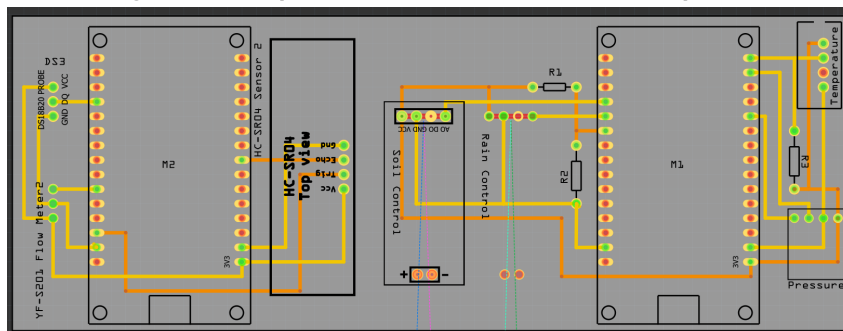 DS3
DS18B20 PROBE
GND DQ VCC
YF-S201 Flow Meter2
M2
3V3
HC-SR04 Sensor 2
HC-SR04
Top view
Gnd
Echo
Trig
Vcc
AO DO GND VCC
Soil Control
+ -
Rain Control
R1
R2
M1
3V3
Temperature
R3
Pressure